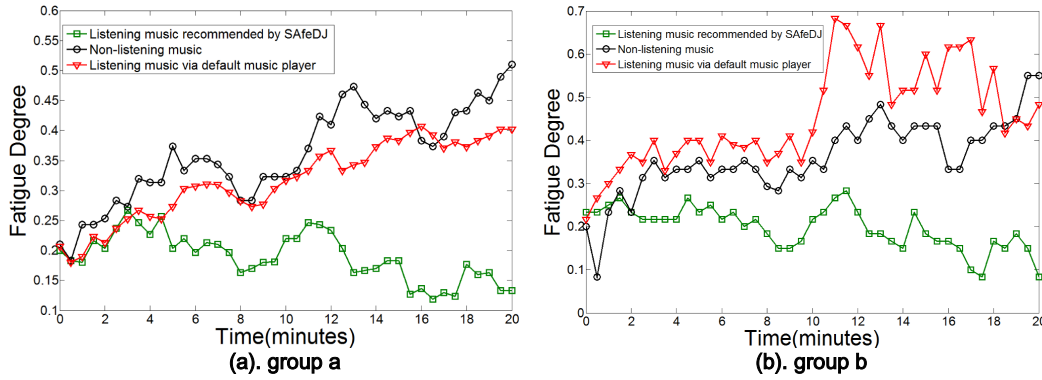 0.6
0.55
0.5
0.45
0.4
0.35
0.3
0.25
0.2
0.15
0.1
Fatigue Degree
Listening music recommended by SAfeDJ
Non-listening music
Listening music via default music player
0 2 4 6 8 10 12 14 16 18 20
Time(minutes)
(a). group a
0.7
0.6
0.5
0.4
0.3
0.2
0.1
0
Fatigue Degree
Listening music recommended by SAfeDJ
Non-listening music
Listening music via default music player
0 2 4 6 8 10 12 14 16 18 20
Time(minutes)
(b). group b